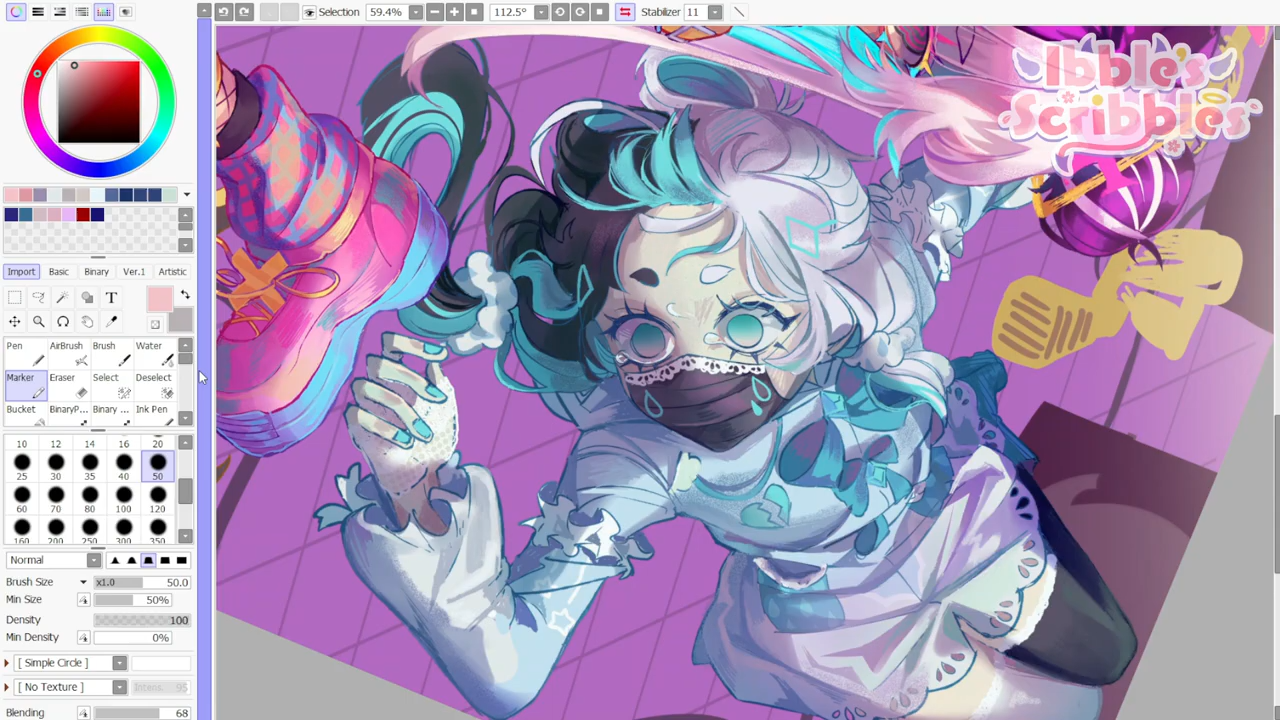 Selection 59.4% 112.5° Stabilizer 11
Ibble's
Scribbles
Import Basic Binary Ver.1 Artistic
T
Pen AirBrush Brush Water
Marker Eraser Select Deselect
Bucket BinaryP... Binary ... Ink Pen
10 12 14 16 20
25 30 35 40 50
60 70 80 100 120
160 200 250 300 350
Normal
Brush Size x1.0 50.0
Min Size 50%
Density 100
Min Density 0%
[ Simple Circle ]
[ No Texture ] Intens. 95
Blending 68